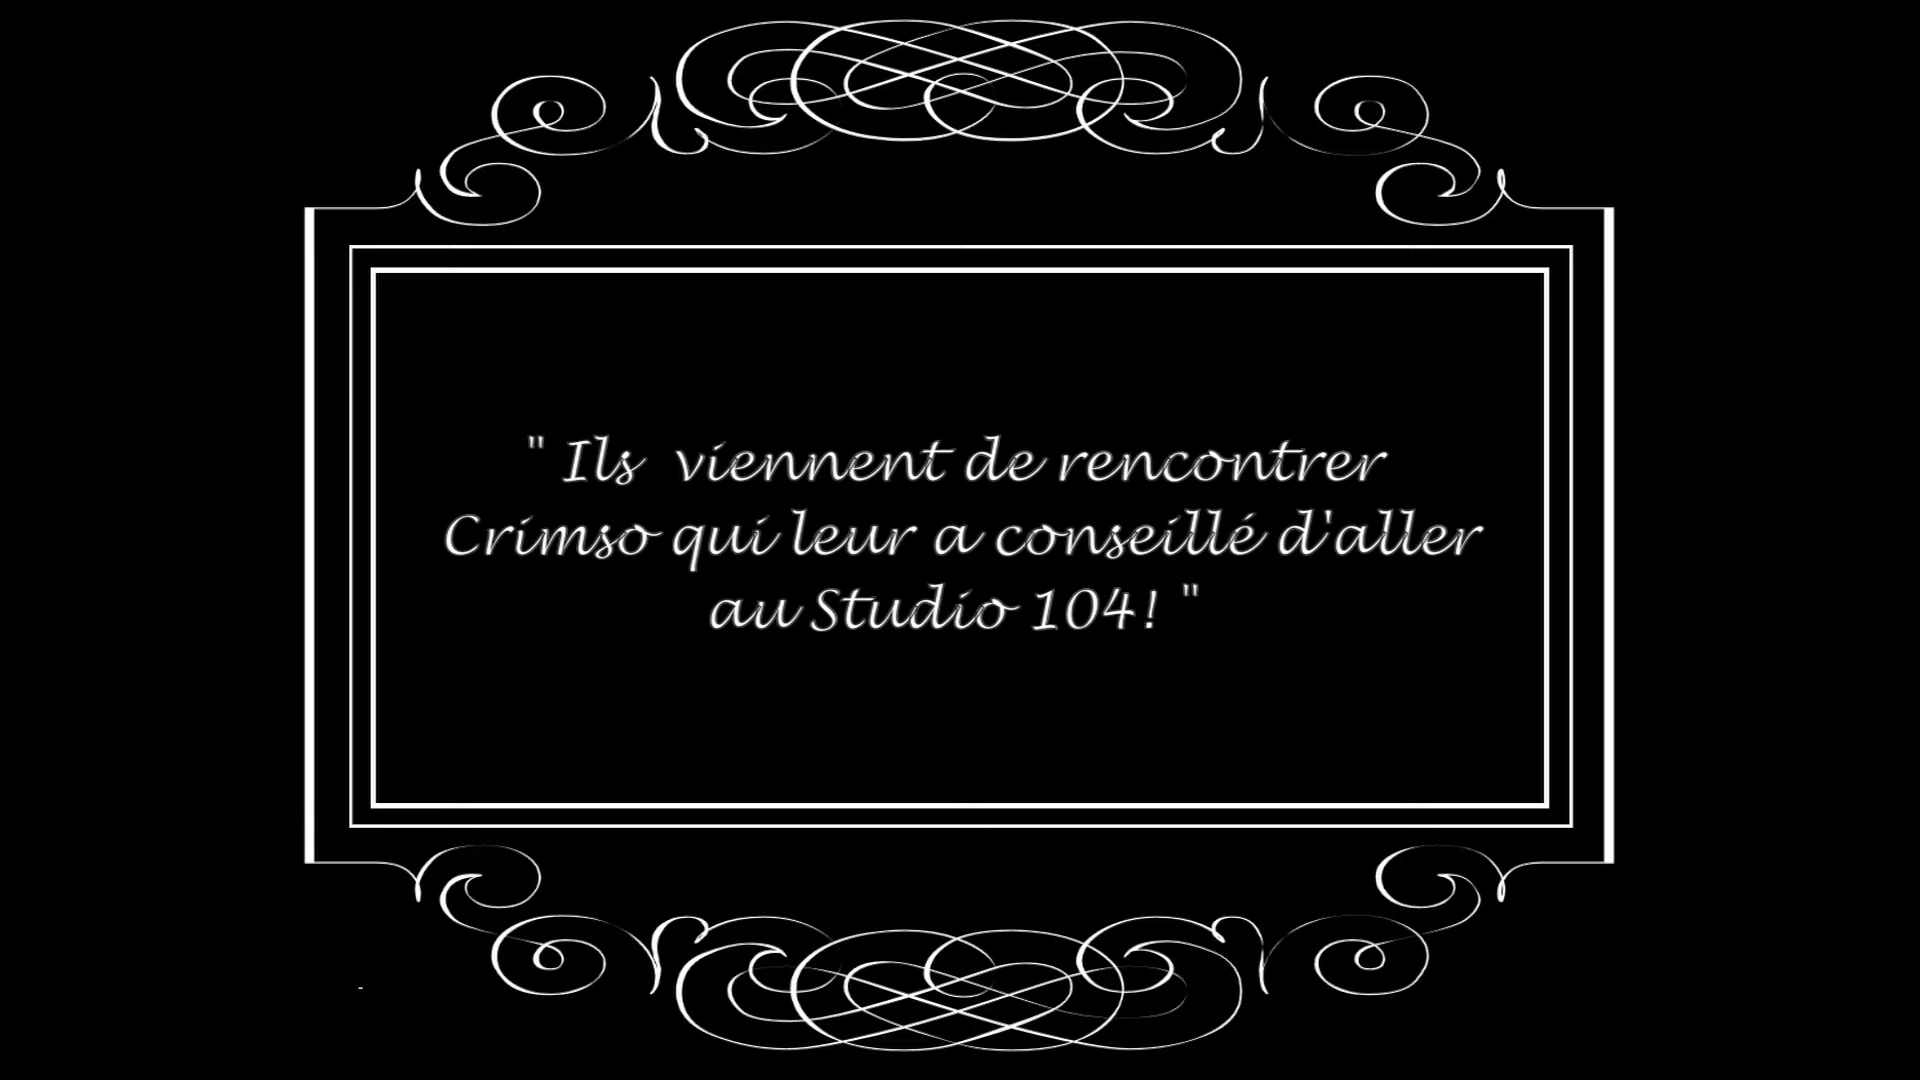 " Ils viennent de rencontrer
Crimso qui leur a conseillé d'aller
au Studio 104! "